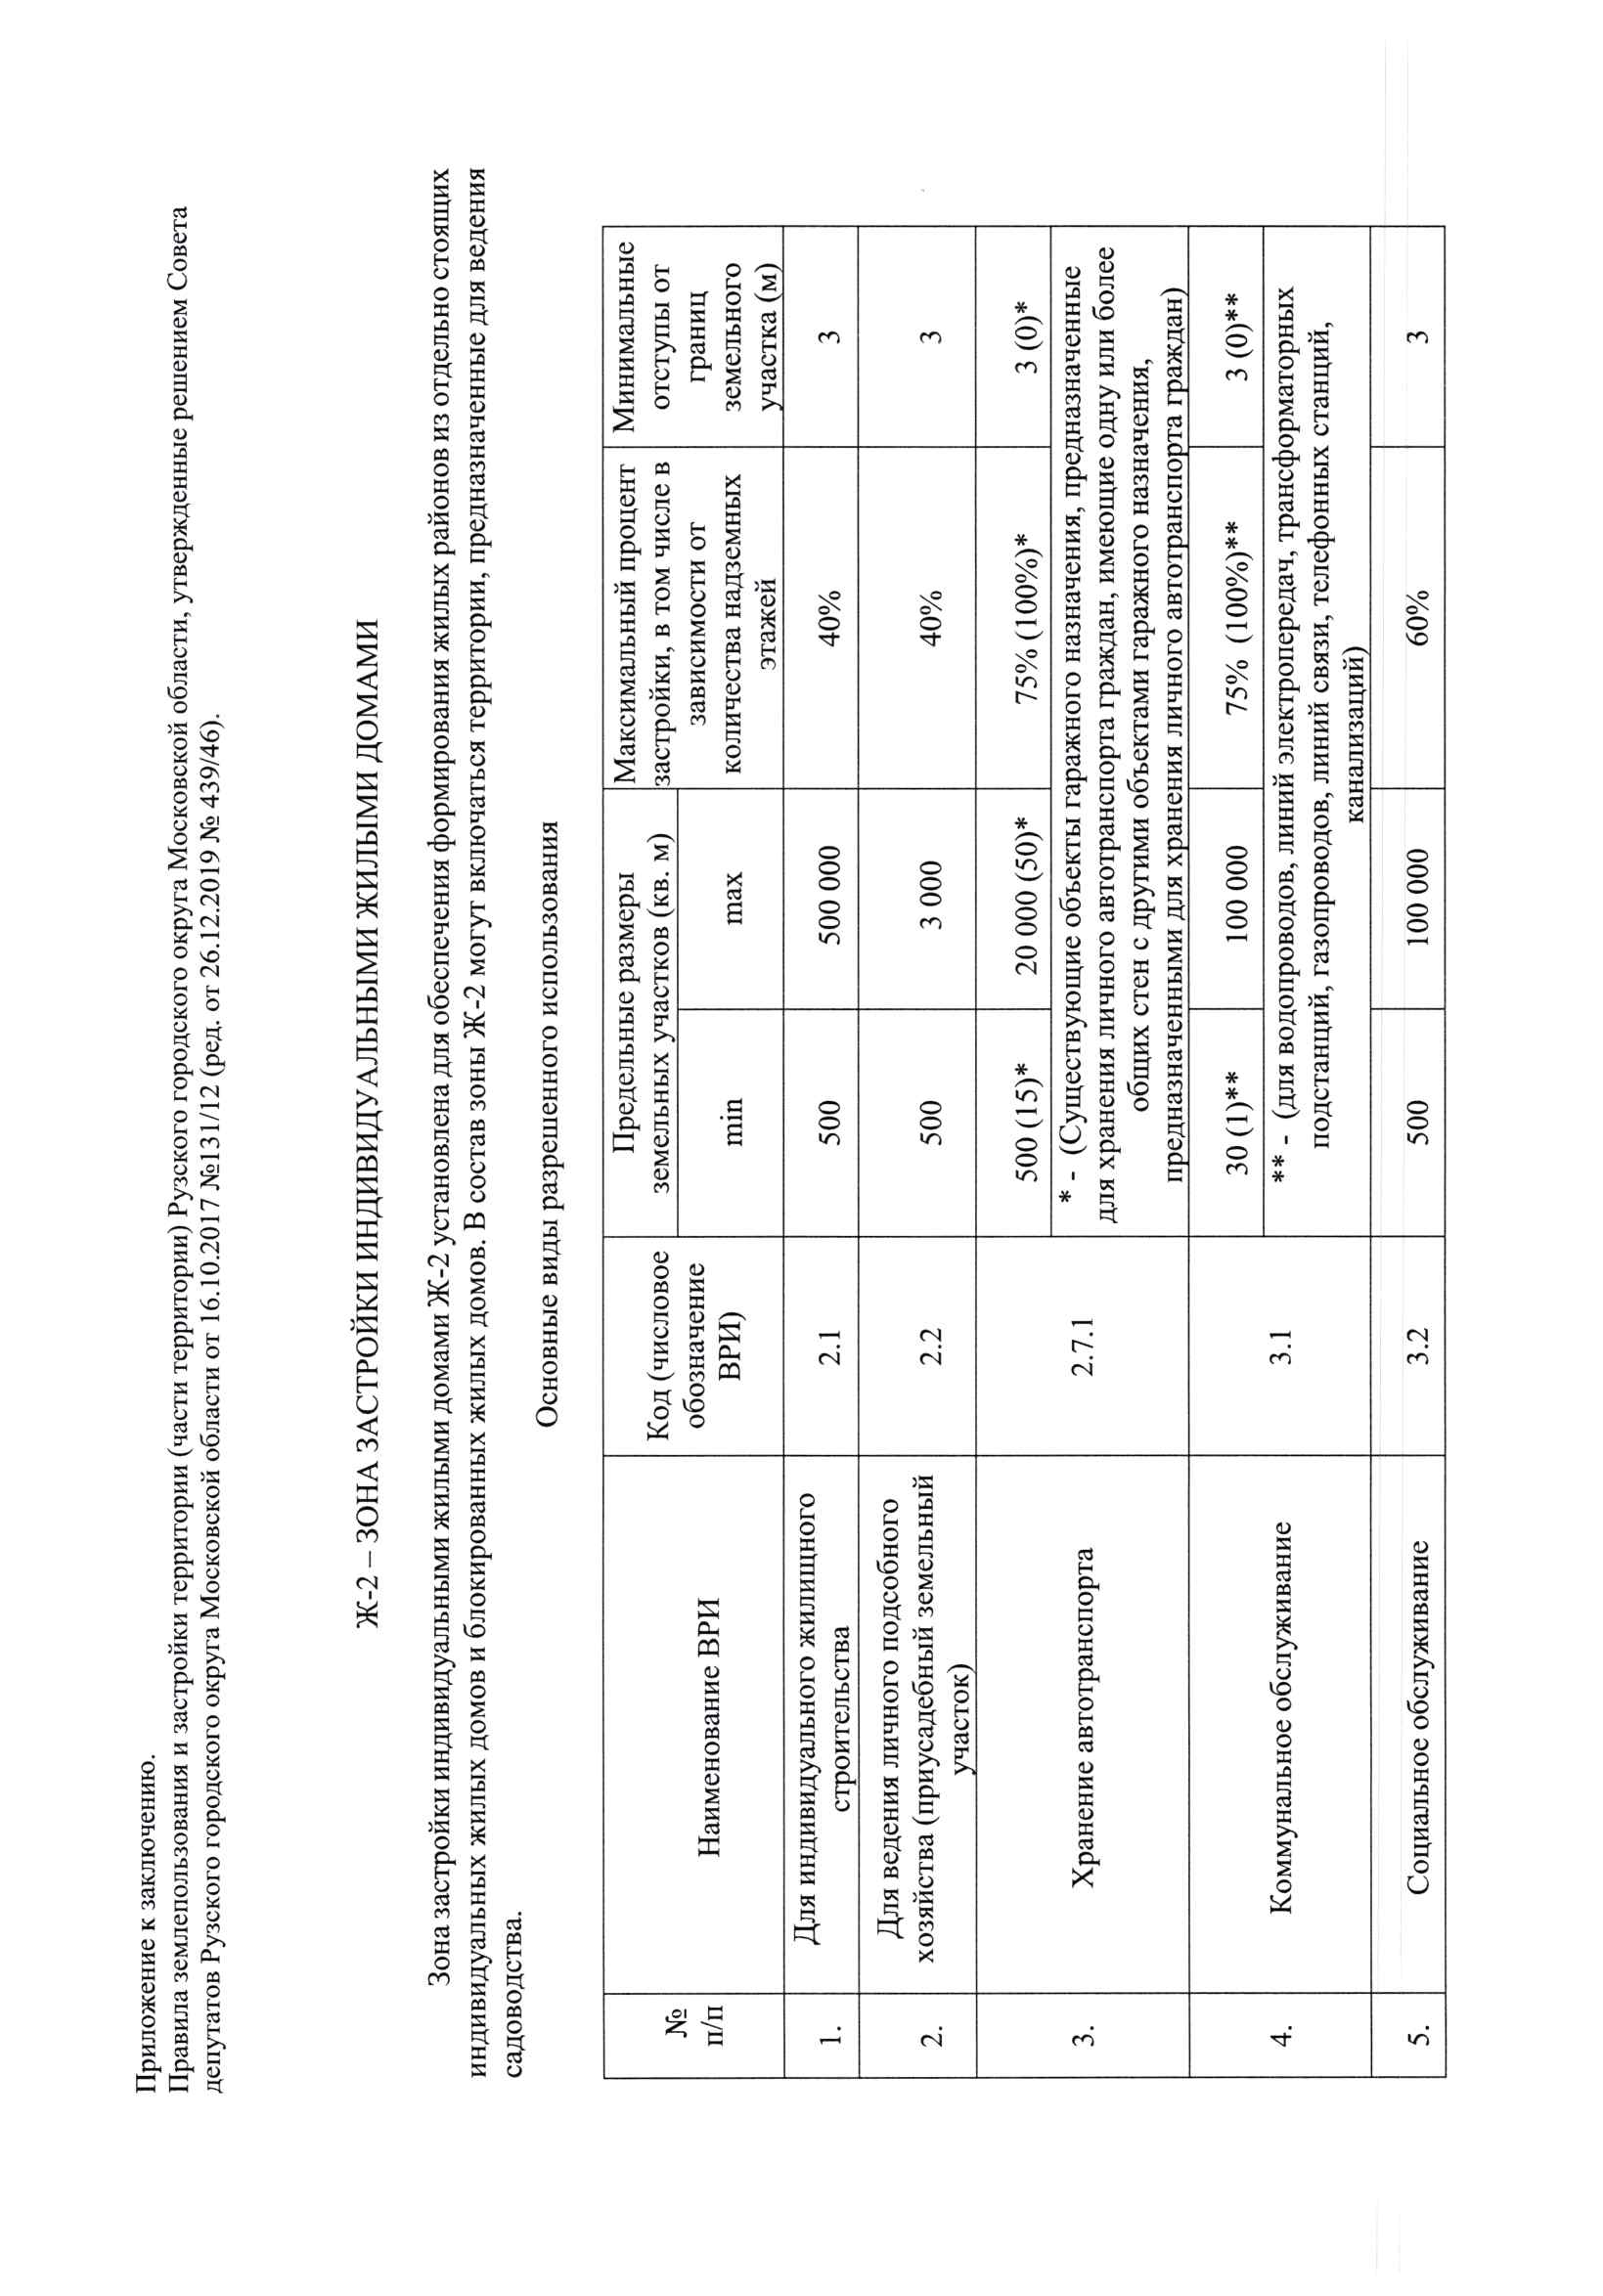 Приложение к заключению.
Правила землепользования и застройки территории (части территории) Рузского городского округа Московской области, утвержденные решением Совета
депутатов Рузского городского округа Московской области от 16.10.2017 №131/12 (ред. от 26.12.2019 № 439/46).
Ж-2 – ЗОНА ЗАСТРОЙКИ ИНДИВИДУАЛЬНЫМИ ЖИЛЫМИ ДОМАМИ
Зона застройки индивидуальными жилыми домами Ж-2 установлена для обеспечения формирования жилых районов из отдельно стоящих
индивидуальных жилых домов и блокированных жилых домов. В состав зоны Ж-2 могут включаться территории, предназначенные для ведения
садоводства.
Основные виды разрешенного использования
№
п/п
Наименование ВРИ
Код (числовое
обозначение
ВРИ)
Предельные размеры
земельных участков (кв. м)
min
max
Максимальный процент
застройки, в том числе в
зависимости от
количества надземных
этажей
Минимальные
отступы от
границ
земельного
участка (м)
1.
Для индивидуального жилищного
строительства
2.1
500
500 000
40%
3
2.
Для ведения личного подсобного
хозяйства (приусадебный земельный
участок)
2.2
500
3 000
40%
3
3.
Хранение автотранспорта
2.7.1
500 (15)*
20 000 (50)*
75% (100%)*
3 (0)*
* - (Существующие объекты гаражного назначения, предназначенные
для хранения личного автотранспорта граждан, имеющие одну или более
общих стен с другими объектами гаражного назначения,
предназначенными для хранения личного автотранспорта граждан)
4.
Коммунальное обслуживание
3.1
30 (1)**
100 000
75% (100%)**
3 (0)**
** - (для водопроводов, линий электропередач, трансформаторных
подстанций, газопроводов, линий связи, телефонных станций,
канализаций)
5.
Социальное обслуживание
3.2
500
100 000
60%
3